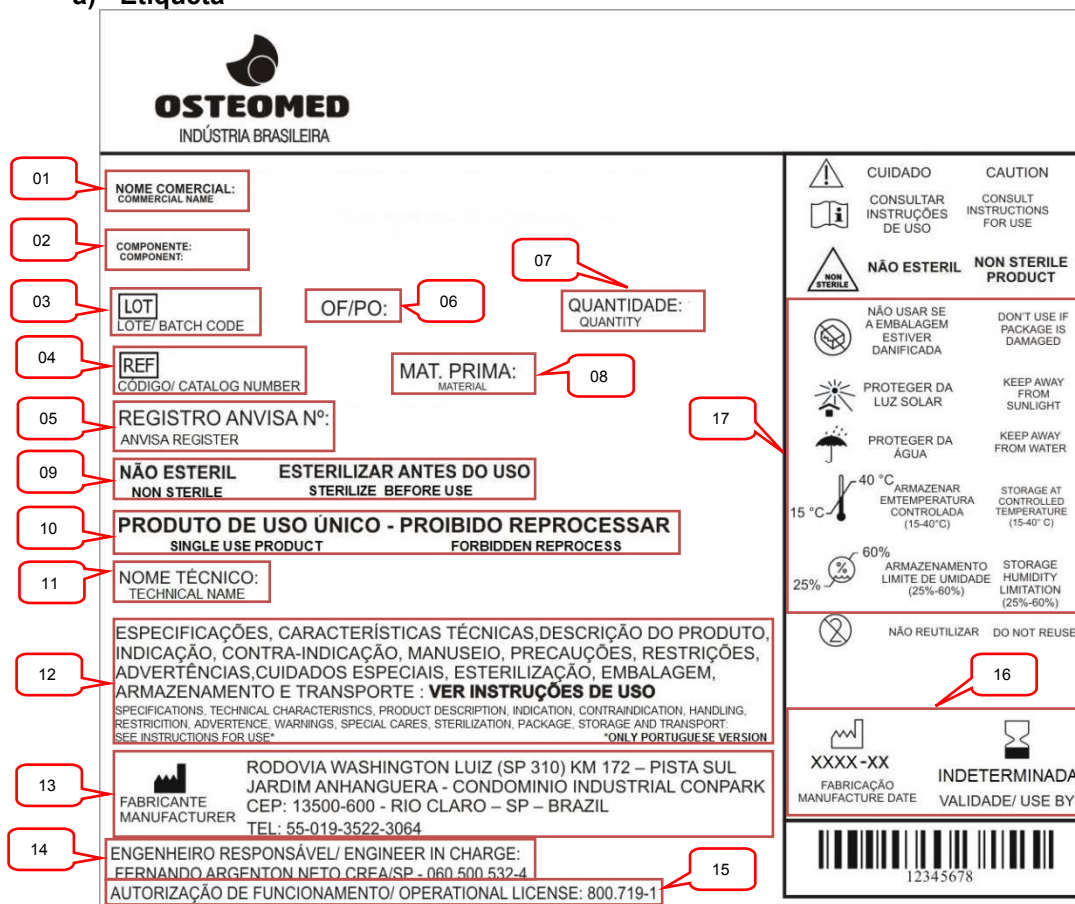 a) Etiqueta
OSTEOMED
INDÚSTRIA BRASILEIRA
01
NOME COMERCIAL:
COMMERCIAL NAME
02
COMPONENTE:
COMPONENT:
03
LOT
LOTE/ BATCH CODE
OF/PO:
06
07
QUANTIDADE:
QUANTITY
04
REF
CÓDIGO/ CATALOG NUMBER
MAT. PRIMA:
MATERIAL
08
05
REGISTRO ANVISA Nº:
ANVISA REGISTER
09
NÃO ESTERIL ESTERILIZAR ANTES DO USO
NON STERILE STERILIZE BEFORE USE
10
PRODUTO DE USO ÚNICO - PROIBIDO REPROCESSAR
SINGLE USE PRODUCT FORBIDDEN REPROCESS
11
NOME TÉCNICO:
TECHNICAL NAME
12
ESPECIFICAÇÕES, CARACTERÍSTICAS TÉCNICAS,DESCRIÇÃO DO PRODUTO,
INDICAÇÃO, CONTRA-INDICAÇÃO, MANUSEIO, PRECAUÇÕES, RESTRIÇÕES,
ADVERTÊNCIAS,CUIDADOS ESPECIAIS, ESTERILIZAÇÃO, EMBALAGEM,
ARMAZENAMENTO E TRANSPORTE : VER INSTRUÇÕES DE USO
SPECIFICATIONS, TECHNICAL CHARACTERISTICS, PRODUCT DESCRIPTION, INDICATION, CONTRAINDICATION, HANDLING,
RESTRICITION, ADVERTENCE, WARNINGS, SPECIAL CARES, STERILIZATION, PACKAGE, STORAGE AND TRANSPORT:
SEE INSTRUCTIONS FOR USE* *ONLY PORTUGUESE VERSION
13
FABRICANTE
MANUFACTURER
RODOVIA WASHINGTON LUIZ (SP 310) KM 172 – PISTA SUL
JARDIM ANHANGUERA - CONDOMINIO INDUSTRIAL CONPARK
CEP: 13500-600 - RIO CLARO – SP – BRAZIL
TEL: 55-019-3522-3064
14
ENGENHEIRO RESPONSÁVEL/ ENGINEER IN CHARGE:
FERNANDO ARGENTON NETO CREA/SP - 060.500.532-4
15
AUTORIZAÇÃO DE FUNCIONAMENTO/ OPERATIONAL LICENSE: 800.719-1
CUIDADO CAUTION
CONSULTAR
INSTRUÇÕES
DE USO
CONSULT
INSTRUCTIONS
FOR USE
NON
STERILE
NÃO ESTERIL
NON STERILE
PRODUCT
17
NÃO USAR SE
A EMBALAGEM
ESTIVER
DANIFICADA
DON'T USE IF
PACKAGE IS
DAMAGED
PROTEGER DA
LUZ SOLAR
KEEP AWAY
FROM
SUNLIGHT
PROTEGER DA
ÁGUA
KEEP AWAY
FROM WATER
40 °C
15 °C
ARMAZENAR
EMTEMPERATURA
CONTROLADA
(15-40°C)
STORAGE AT
CONTROLLED
TEMPERATURE
(15-40° C)
60%
%
25%
ARMAZENAMENTO
LIMITE DE UMIDADE
(25%-60%)
STORAGE
HUMIDITY
LIMITATION
(25%-60%)
2
NÃO REUTILIZAR DO NOT REUSE
16
XXXX-XX
FABRICAÇÃO
MANUFACTURE DATE
INDETERMINADA
VALIDADE/ USE BY
12345678